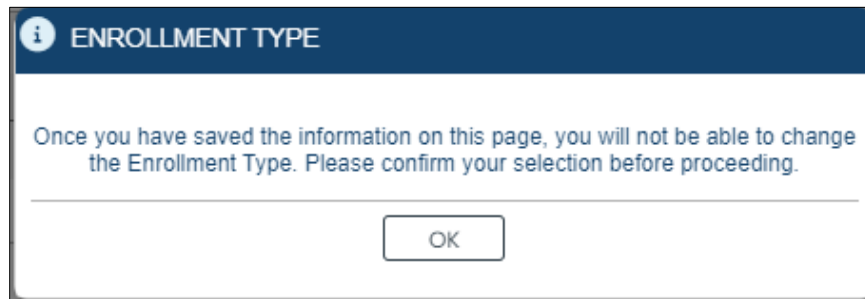 ENROLLMENT TYPE
Once you have saved the information on this page, you will not be able to change
the Enrollment Type. Please confirm your selection before proceeding.
OK